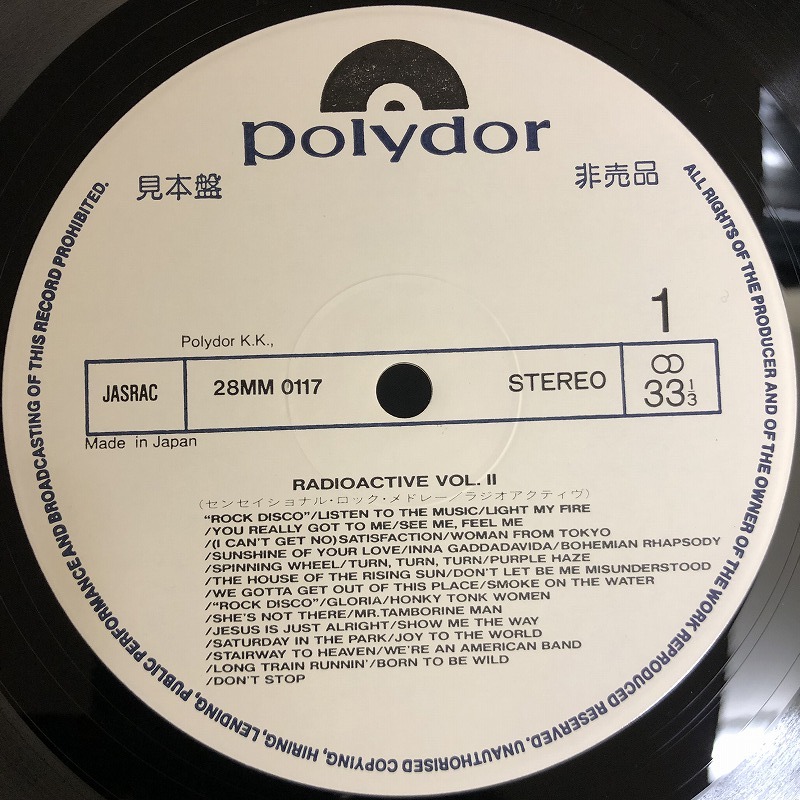 polydor
見本盤
非売品
ALL RIGHTS OF THE PRODUCER AND OF THE OWNER OF THE WORK REPRODUCED RESERVED. UNAUTHORISED COPYING, HIRING, LENDING, PUBLIC PERFORMANCE AND BROADCASTING OF THIS RECORD PROHIBITED.
1
Polydor K.K.,
JASRAC
28MM 0117
STEREO
33 1/3
Made in Japan
RADIOACTIVE VOL. II
(センセイショナル・ロック・メドレー/ラジオアクティヴ)
"ROCK DISCO"/LISTEN TO THE MUSIC/LIGHT MY FIRE
/YOU REALLY GOT TO ME/SEE ME, FEEL ME
/(I CAN'T GET NO) SATISFACTION/WOMAN FROM TOKYO
/SUNSHINE OF YOUR LOVE/INNA GADDADAVIDA/BOHEMIAN RHAPSODY
/SPINNING WHEEL/TURN, TURN, TURN/PURPLE HAZE
/THE HOUSE OF THE RISING SUN/DON'T LET BE ME MISUNDERSTOOD
/WE GOTTA GET OUT OF THIS PLACE/SMOKE ON THE WATER
/"ROCK DISCO"/GLORIA/HONKY TONK WOMEN
/SHE'S NOT THERE/MR.TAMBORINE MAN
/JESUS IS JUST ALRIGHT/SHOW ME THE WAY
/SATURDAY IN THE PARK/JOY TO THE WORLD
/STAIRWAY TO HEAVEN/WE'RE AN AMERICAN BAND
/LONG TRAIN RUNNIN'/BORN TO BE WILD
/DON'T STOP